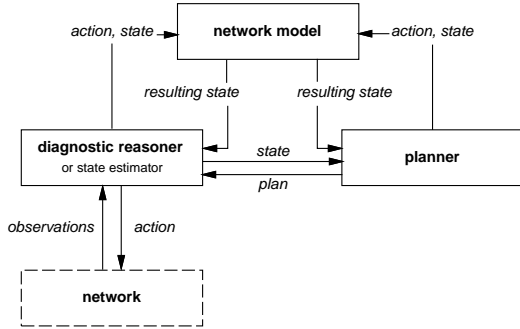 action, state
network model
action, state
resulting state
resulting state
diagnostic reasoner
or state estimator
state
planner
plan
observations
action
network